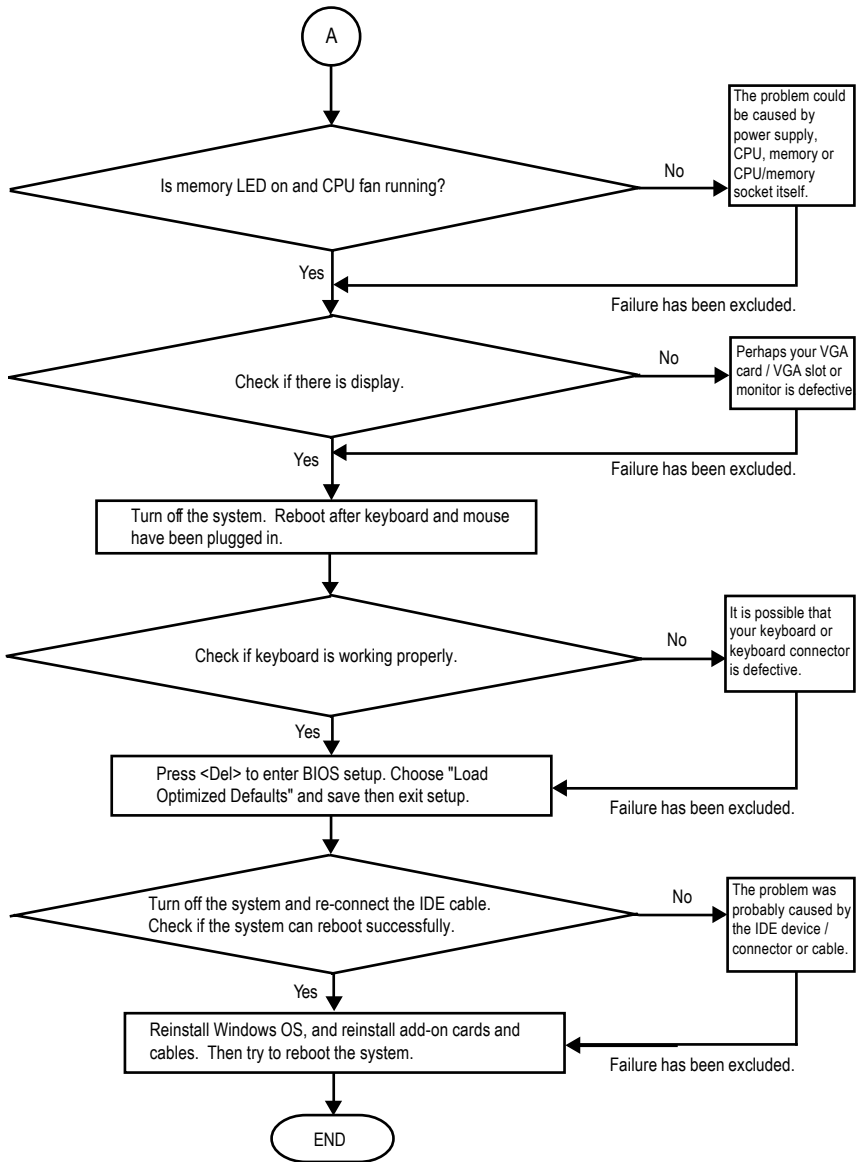 A
Is memory LED on and CPU fan running?
No
The problem could
be caused by
power supply,
CPU, memory or
CPU/memory
socket itself.
Yes
Failure has been excluded.
Check if there is display.
No
Perhaps your VGA
card / VGA slot or
monitor is defective
Yes
Failure has been excluded.
Turn off the system.  Reboot after keyboard and mouse
have been plugged in.
Check if keyboard is working properly.
No
It is possible that
your keyboard or
keyboard connector
is defective.
Yes
Press <Del> to enter BIOS setup. Choose "Load
Optimized Defaults" and save then exit setup.
Failure has been excluded.
Turn off the system and re-connect the IDE cable.
Check if the system can reboot successfully.
No
The problem was
probably caused by
the IDE device /
connector or cable.
Yes
Reinstall Windows OS, and reinstall add-on cards and
cables.  Then try to reboot the system.
Failure has been excluded.
END